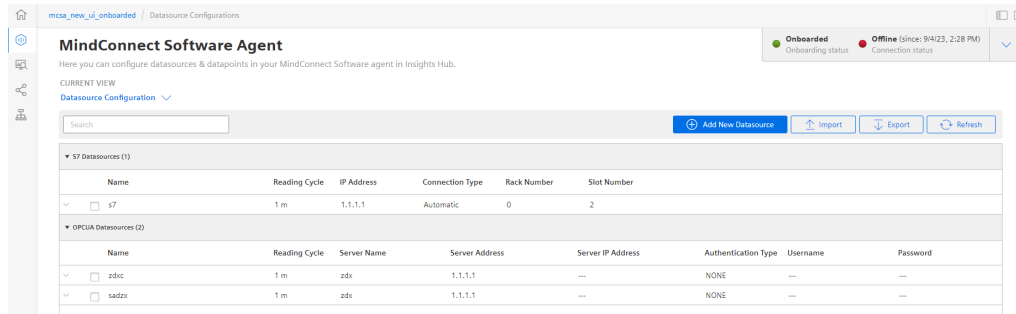 mcsa_new_ui_onboarded / Datasource Configurations
MindConnect Software Agent
Here you can configure datasources & datapoints in your MindConnect Software agent in Insights Hub.
Onboarded
Onboarding status
Offline (since: 9/4/23, 2:28 PM)
Connection status
CURRENT VIEW
Datasource Configuration
Search
Add New Datasource
Import
Export
Refresh
S7 Datasources (1)
Name Reading Cycle IP Address Connection Type Rack Number Slot Number
s7 1 m 1.1.1.1 Automatic 0 2
OPCUA Datasources (2)
Name Reading Cycle Server Name Server Address Server IP Address Authentication Type Username Password
zdxc 1 m zdx 1.1.1.1 --- NONE --- ---
sadzx 1 m zdx 1.1.1.1 --- NONE --- ---